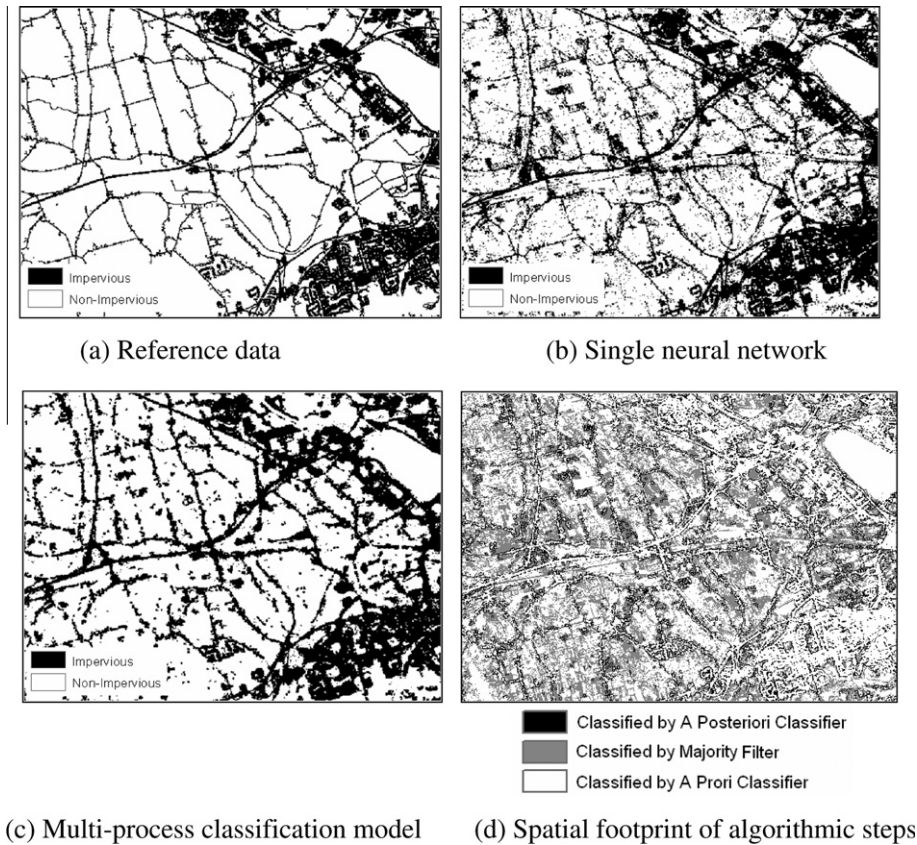 Impervious
Non-Impervious
Impervious
Non-Impervious
(a) Reference data
(b) Single neural network
Impervious
Non-Impervious
Classified by A Posteriori Classifier
Classified by Majority Filter
Classified by A Prori Classifier
(c) Multi-process classification model
(d) Spatial footprint of algorithmic steps